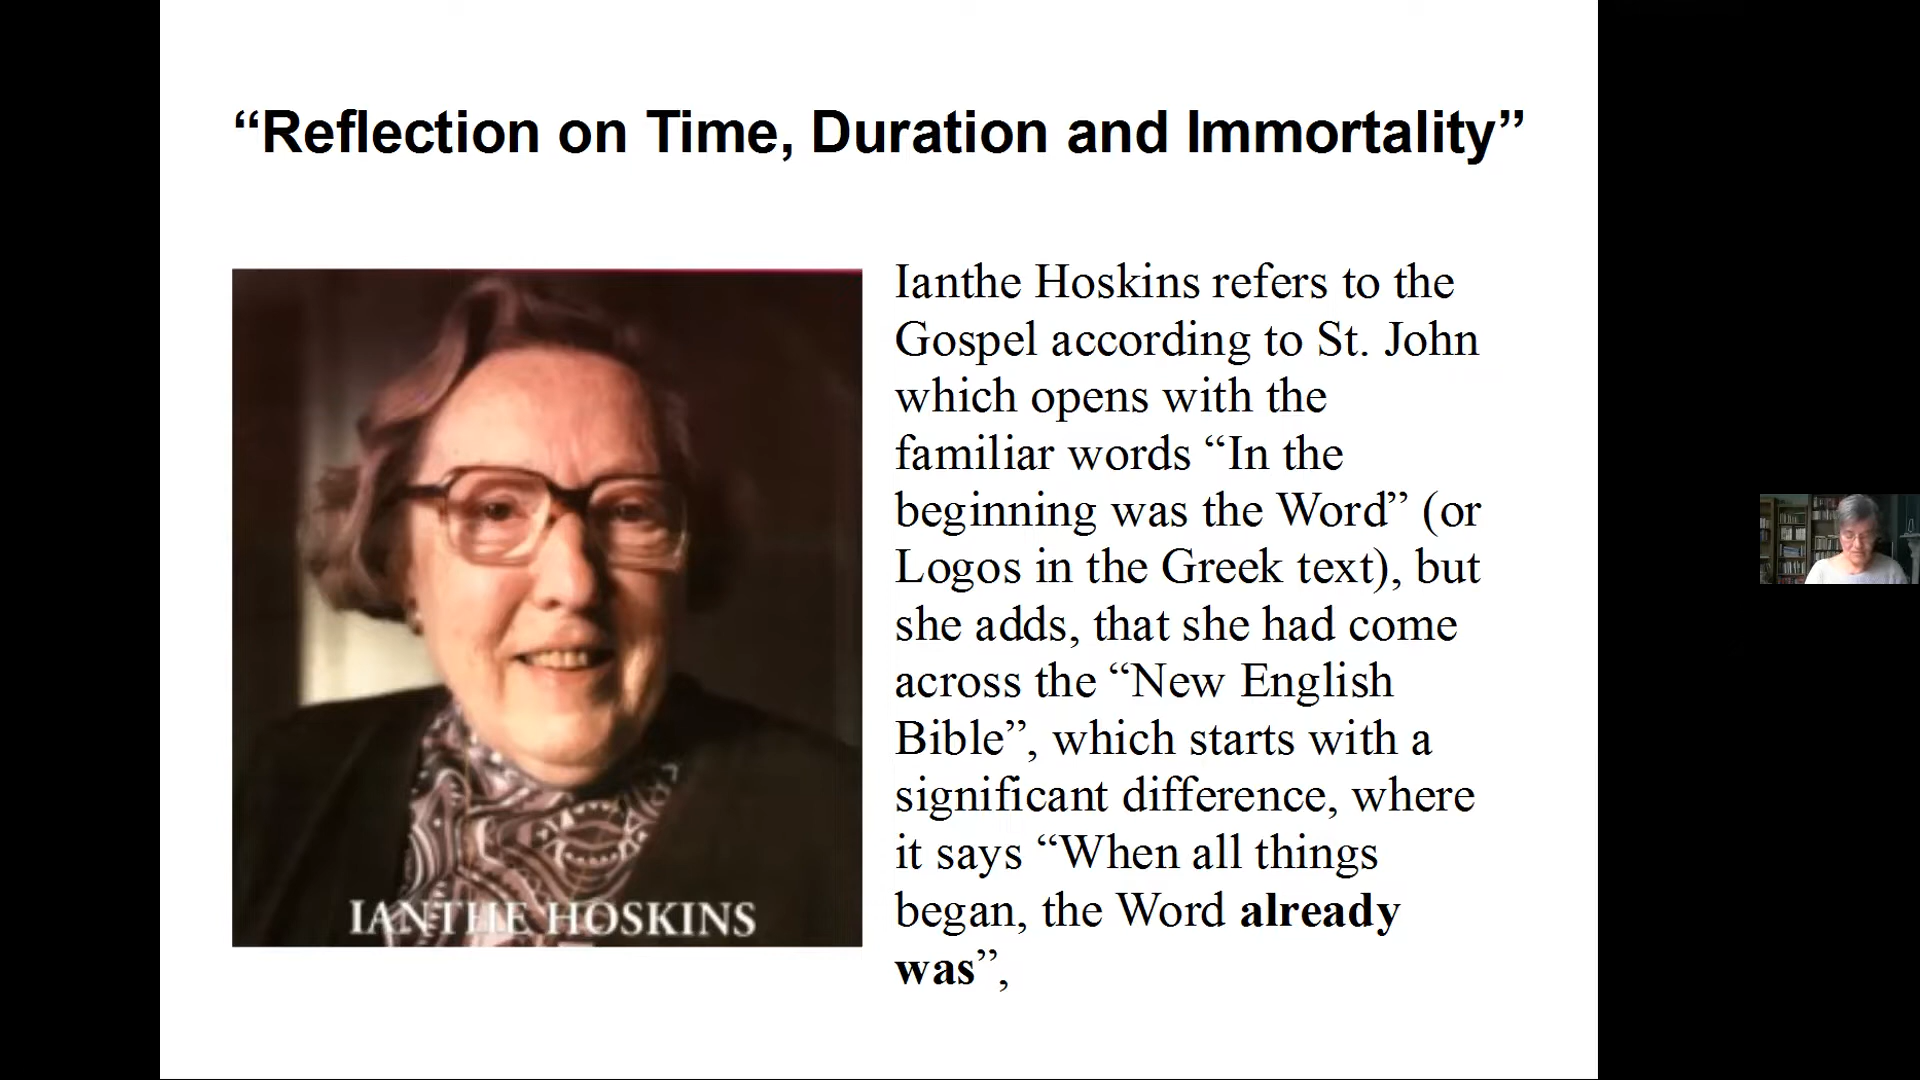 “Reflection on Time, Duration and Immortality”
IANTHE HOSKINS
Ianthe Hoskins refers to the
Gospel according to St. John
which opens with the
familiar words “In the
beginning was the Word” (or
Logos in the Greek text), but
she adds, that she had come
across the “New English
Bible”, which starts with a
significant difference, where
it says “When all things
began, the Word already
was”,